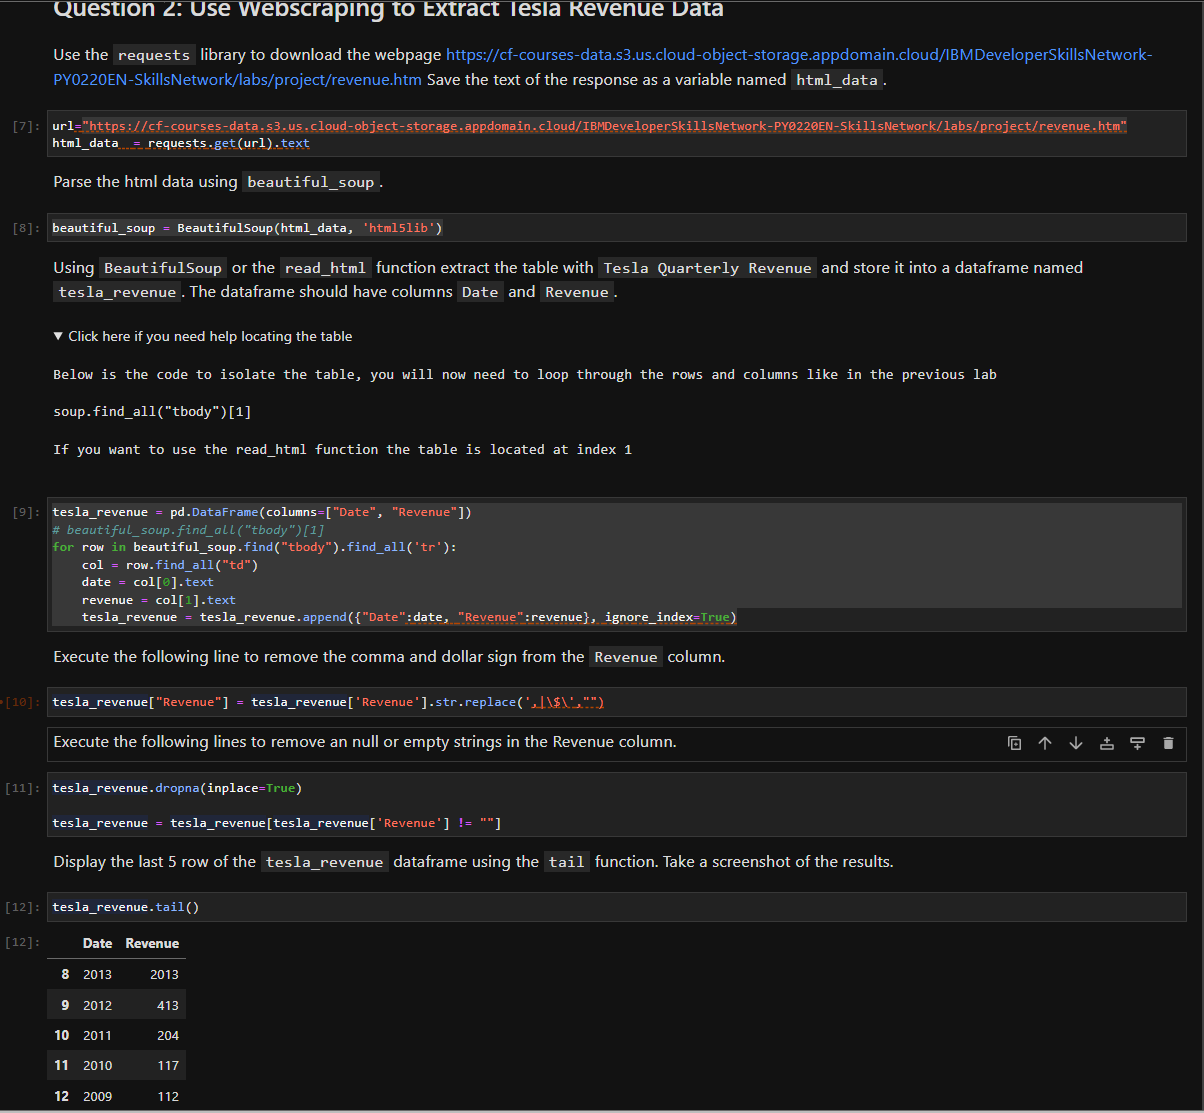 Question 2: Use Webscraping to Extract Tesla Revenue Data
Use the requests library to download the webpage https://cf-courses-data.s3.us.cloud-object-storage.appdomain.cloud/IBMDeveloperSkillsNetwork-
PY0220EN-SkillsNetwork/labs/project/revenue.htm Save the text of the response as a variable named html_data.
[7]: url="https://cf-courses-data.s3.us.cloud-object-storage.appdomain.cloud/IBMDeveloperSkillsNetwork-PY0220EN-SkillsNetwork/labs/project/revenue.htm"
html_data  = requests.get(url).text
Parse the html data using beautiful_soup.
[8]: beautiful_soup = BeautifulSoup(html_data, 'html5lib')
Using BeautifulSoup or the read_html function extract the table with Tesla Quarterly Revenue and store it into a dataframe named
tesla_revenue. The dataframe should have columns Date and Revenue.
▼ Click here if you need help locating the table
Below is the code to isolate the table, you will now need to loop through the rows and columns like in the previous lab
soup.find_all("tbody")[1]
If you want to use the read_html function the table is located at index 1
[9]: tesla_revenue = pd.DataFrame(columns=["Date", "Revenue"])
# beautiful_soup.find_all("tbody")[1]
for row in beautiful_soup.find("tbody").find_all('tr'):
    col = row.find_all("td")
    date = col[0].text
    revenue = col[1].text
    tesla_revenue = tesla_revenue.append({"Date":date, "Revenue":revenue}, ignore_index=True)
Execute the following line to remove the comma and dollar sign from the Revenue column.
[10]: tesla_revenue["Revenue"] = tesla_revenue['Revenue'].str.replace(',|\$\',"")
Execute the following lines to remove an null or empty strings in the Revenue column.
[11]: tesla_revenue.dropna(inplace=True)
tesla_revenue = tesla_revenue[tesla_revenue['Revenue'] != ""]
Display the last 5 row of the tesla_revenue dataframe using the tail function. Take a screenshot of the results.
[12]: tesla_revenue.tail()
[12]: Date Revenue
8 2013 2013
9 2012 413
10 2011 204
11 2010 117
12 2009 112